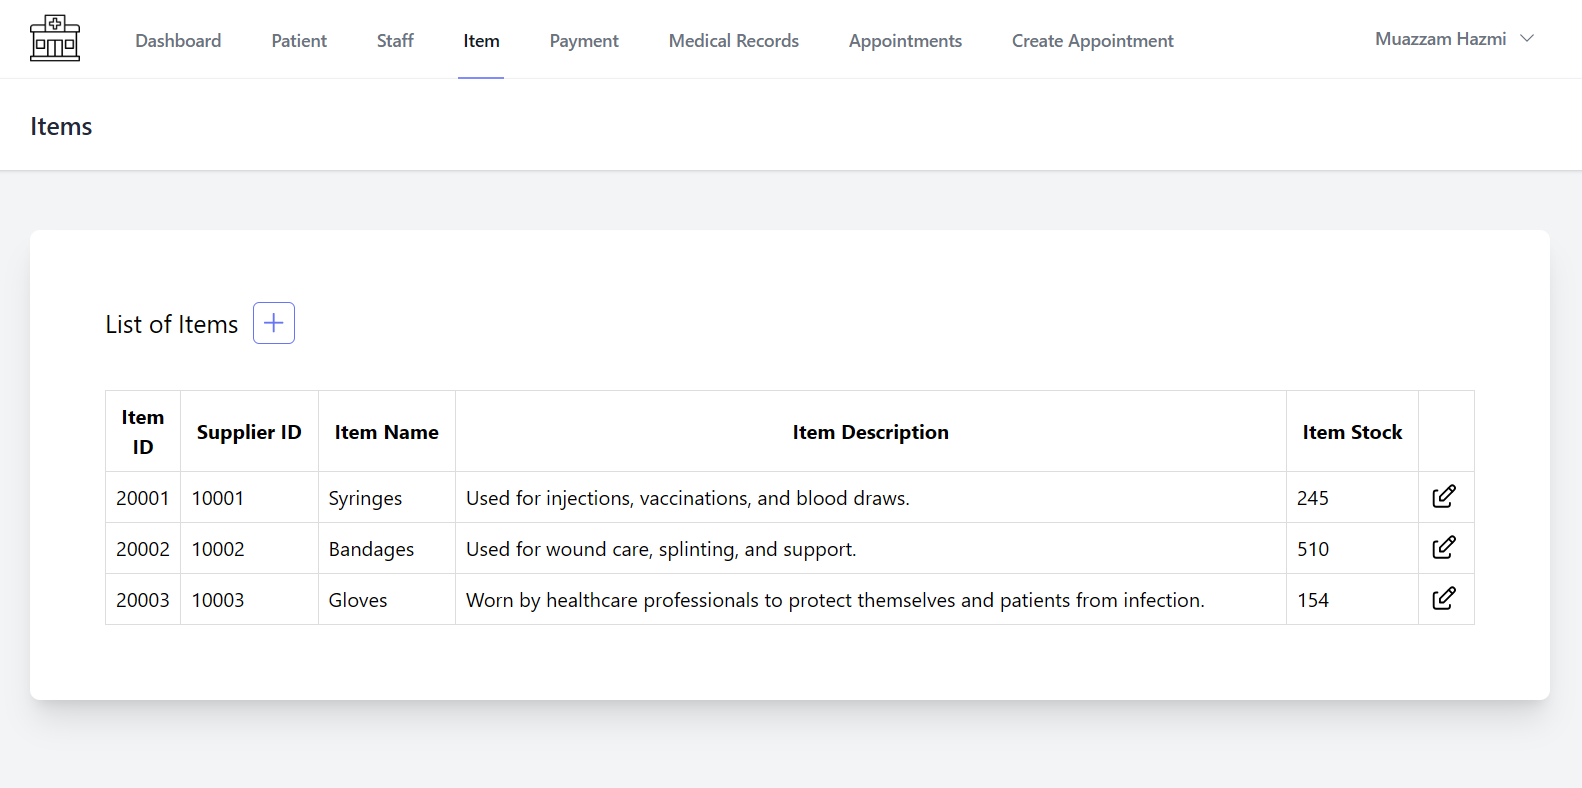 Dashboard Patient Staff Item Payment Medical Records Appointments Create Appointment Muazzam Hazmi
Items
List of Items
Item ID Supplier ID Item Name Item Description Item Stock
20001 10001 Syringes Used for injections, vaccinations, and blood draws. 245
20002 10002 Bandages Used for wound care, splinting, and support. 510
20003 10003 Gloves Worn by healthcare professionals to protect themselves and patients from infection. 154